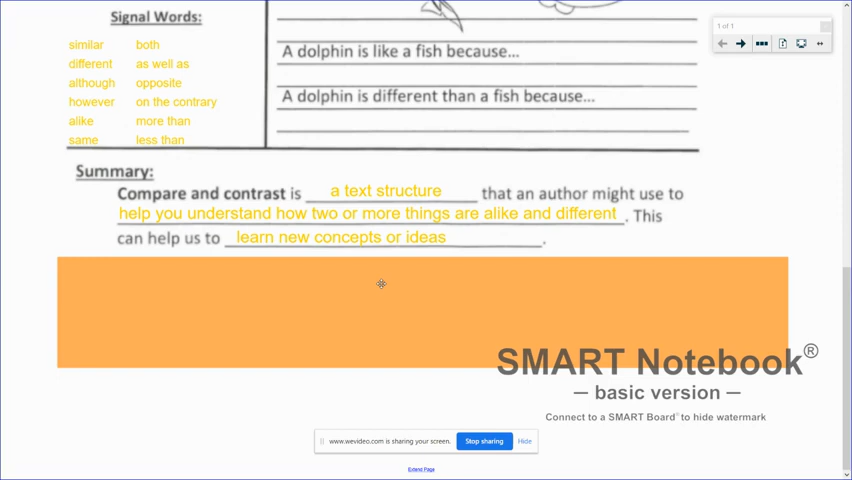 Signal Words:
similar both
different as well as
although opposite
however on the contrary
alike more than
same less than
A dolphin is like a fish because...
A dolphin is different than a fish because...
Summary:
Compare and contrast is a text structure that an author might use to
help you understand how two or more things are alike and different. This
can help us to learn new concepts or ideas.
1 of 1
SMART Notebook®
— basic version —
Connect to a SMART Board® to hide watermark
www.wevideo.com is sharing your screen. Stop sharing Hide
Extend Page